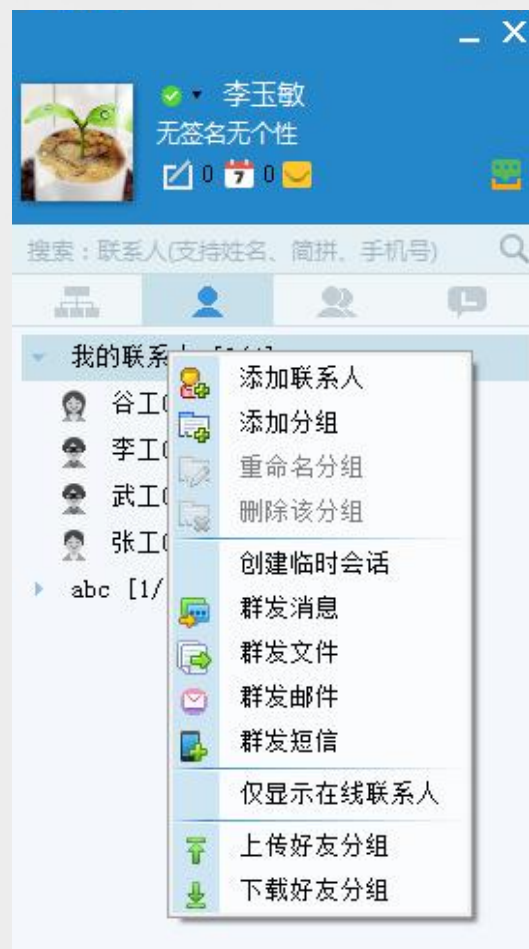 李玉敏
无签名无个性
0 7 0
搜索:联系人(支持姓名、简拼、手机号)
我的联系
谷工
李工
武工
张工
abc [1/
添加联系人
添加分组
重命名分组
删除该分组
创建临时会话
群发消息
群发文件
群发邮件
群发短信
仅显示在线联系人
上传好友分组
下载好友分组